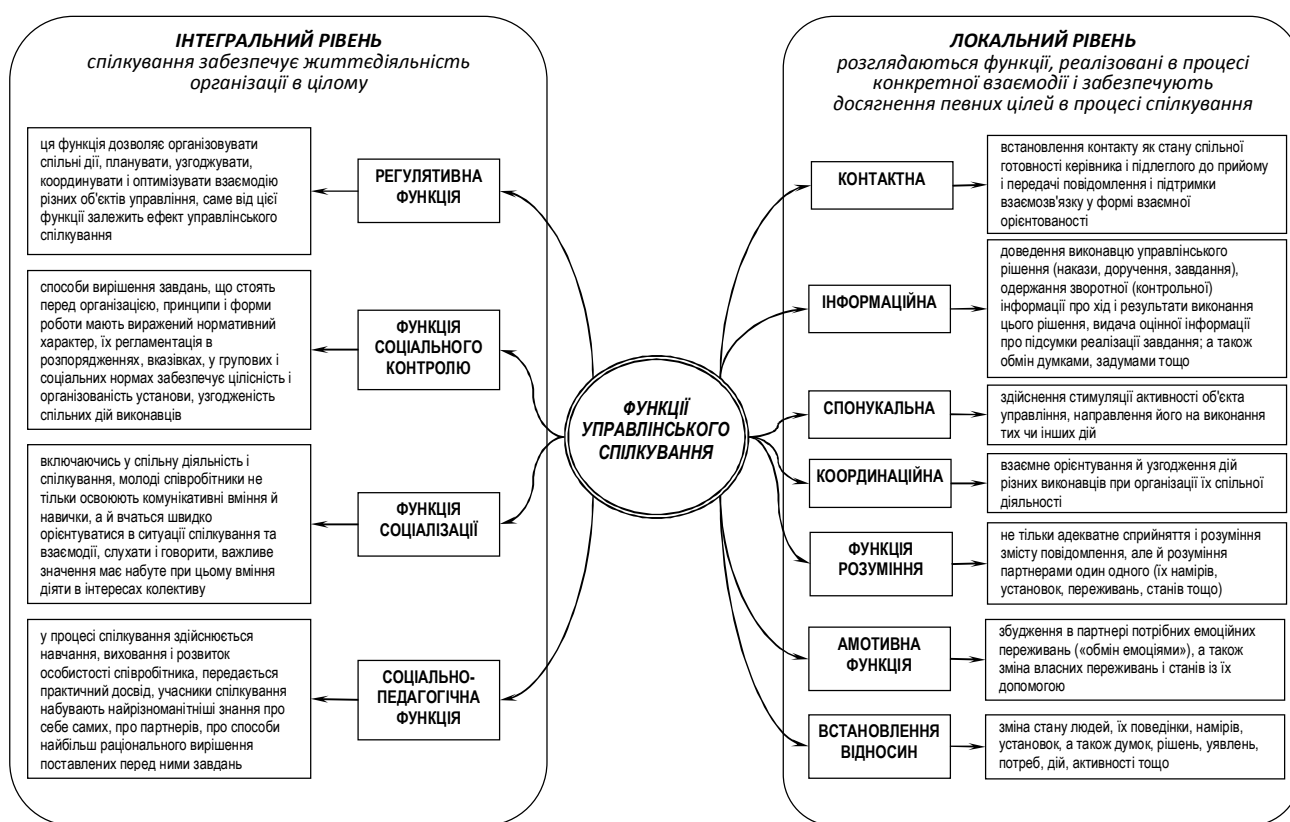 ІНТЕГРАЛЬНИЙ РІВЕНЬ
спілкування забезпечує життєдіяльність
організації в цілому
ця функція дозволяє організовувати
спільні дії, планувати, узгоджувати,
координувати і оптимізувати взаємодію
різних об'єктів управління, саме від цієї
функції залежить ефект управлінського
спілкування
РЕГУЛЯТИВНА
ФУНКЦІЯ
способи вирішення завдань, що стоять
перед організацією, принципи і форми
роботи мають виражений нормативний
характер, їх регламентація в
розпорядженнях, вказівках, у групових і
соціальних нормах забезпечує цілісність і
організованість установи, узгодженість
спільних дій виконавців
ФУНКЦІЯ
СОЦІАЛЬНОГО
КОНТРОЛЮ
включаючись у спільну діяльність і
спілкування, молоді співробітники не
тільки освоюють комунікативні вміння й
навички, а й вчаться швидко
орієнтуватися в ситуації спілкування та
взаємодії, слухати і говорити, важливе
значення має набуте при цьому вміння
діяти в інтересах колективу
ФУНКЦІЯ
СОЦІАЛІЗАЦІЇ
у процесі спілкування здійснюється
навчання, виховання і розвиток
особистості співробітника, передається
практичний досвід, учасники спілкування
набувають найрізноманітніші знання про
себе самих, про партнерів, про способи
найбільш раціонального вирішення
поставлених перед ними завдань
СОЦІАЛЬНО-
ПЕДАГОГІЧНА
ФУНКЦІЯ
ФУНКЦІЇ
УПРАВЛІНСЬКОГО
СПІЛКУВАННЯ
ЛОКАЛЬНИЙ РІВЕНЬ
розглядаються функції, реалізовані в процесі
конкретної взаємодії і забезпечують
досягнення певних цілей в процесі спілкування
КОНТАКТНА
встановлення контакту як стану спільної
готовності керівника і підлеглого до прийому
і передачі повідомлення і підтримки
взаємозв'язку у формі взаємної
орієнтованості
ІНФОРМАЦІЙНА
доведення виконавцю управлінського
рішення (накази, доручення, завдання),
одержання зворотної (контрольної)
інформації про хід і результати виконання
цього рішення, видача оцінної інформації
про підсумки реалізації завдання; а також
обмін думками, задумами тощо
СПОНУКАЛЬНА
здійснення стимуляції активності об'єкта
управління, направлення його на виконання
тих чи інших дій
КООРДИНАЦІЙНА
взаємне орієнтування й узгодження дій
різних виконавців при організації їх спільної
діяльності
ФУНКЦІЯ
РОЗУМІННЯ
не тільки адекватне сприйняття і розуміння
змісту повідомлення, але й розуміння
партнерами один одного (їх намірів,
установок, переживань, станів тощо)
АМОТИВНА
ФУНКЦІЯ
збудження в партнері потрібних емоційних
переживань («обмін емоціями»), а також
зміна власних переживань і станів із їх
допомогою
ВСТАНОВЛЕННЯ
ВІДНОСИН
зміна стану людей, їх поведінки, намірів,
установок, а також думок, рішень, уявлень,
потреб, дій, активності тощо